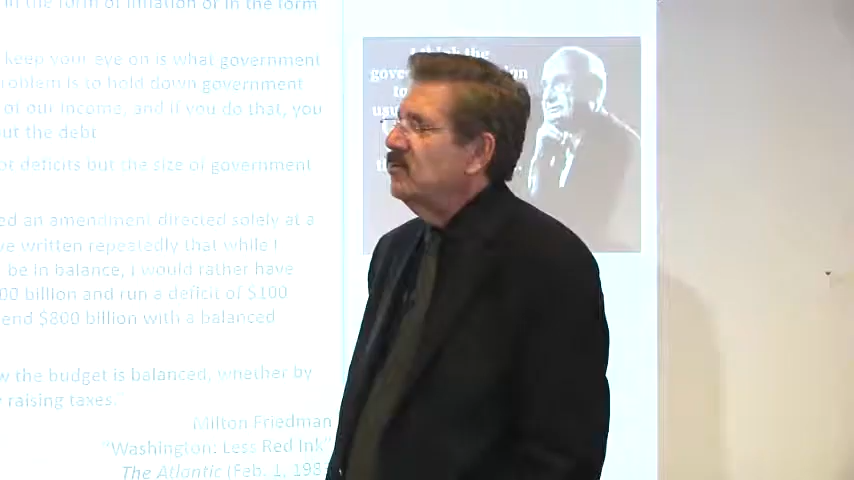 in the form of inflation or in the form
keep your eye on is what government
roblem is to hold down government
of our income, and if you do that, you
out the debt
ot deficits but the size of government
ed an amendment directed solely at a
ve written repeatedly that while I
be in balance, I would rather have
00 billion and run a deficit of $100
end $800 billion with a balanced
w the budget is balanced, whether by
raising taxes."
Milton Friedman
"Washington: Less Red Ink"
The Atlantic (Feb. 1, 198
I think the